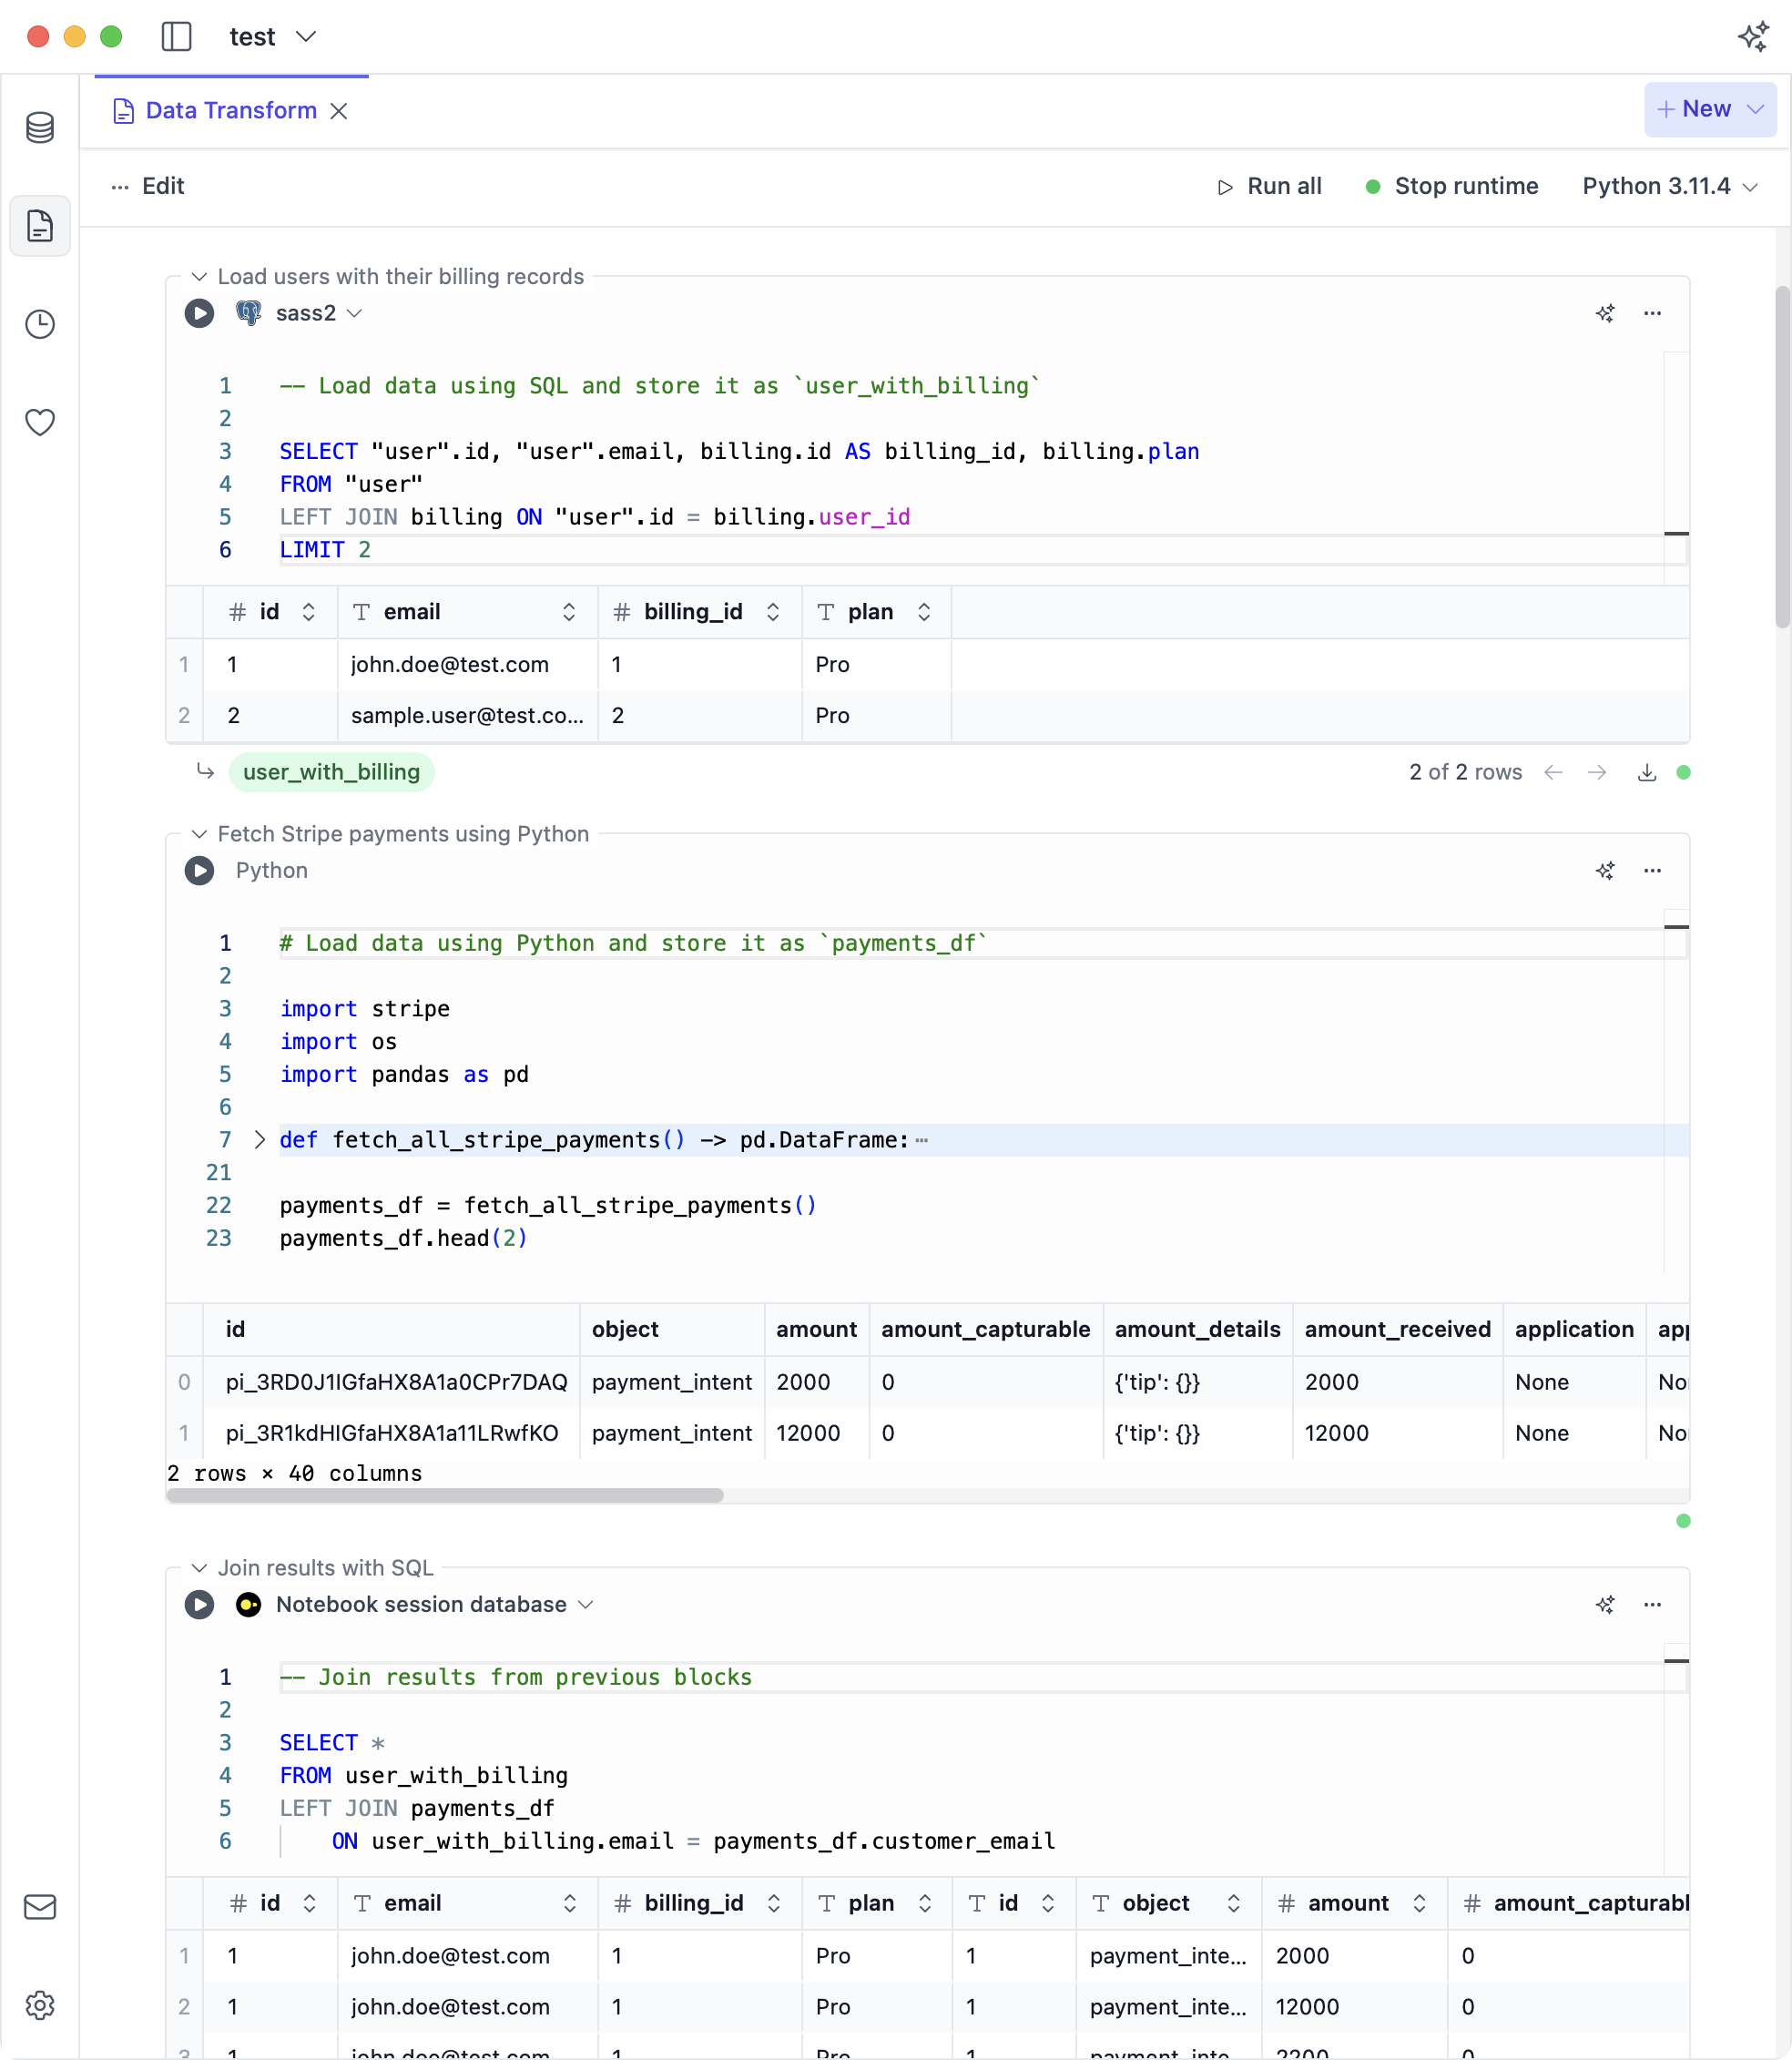 test
Data Transform
+ New
··· Edit
Run all
Stop runtime
Python 3.11.4
Load users with their billing records
sass2
1 -- Load data using SQL and store it as `user_with_billing`
2
3 SELECT "user".id, "user".email, billing.id AS billing_id, billing.plan
4 FROM "user"
5 LEFT JOIN billing ON "user".id = billing.user_id
6 LIMIT 2
# id T email # billing_id T plan
1 1 john.doe@test.com 1 Pro
2 2 sample.user@test.co... 2 Pro
user_with_billing 2 of 2 rows
Fetch Stripe payments using Python
Python
1 # Load data using Python and store it as `payments_df`
2
3 import stripe
4 import os
5 import pandas as pd
6
7 def fetch_all_stripe_payments() -> pd.DataFrame:···
21
22 payments_df = fetch_all_stripe_payments()
23 payments_df.head(2)
id object amount amount_capturable amount_details amount_received application app
0 pi_3RD0J1IGfaHX8A1a0CPr7DAQ payment_intent 2000 0 {'tip': {}} 2000 None No
1 pi_3R1kdHIGfaHX8A1a11LRwfKO payment_intent 12000 0 {'tip': {}} 12000 None No
2 rows × 40 columns
Join results with SQL
Notebook session database
1 -- Join results from previous blocks
2
3 SELECT *
4 FROM user_with_billing
5 LEFT JOIN payments_df
6 ON user_with_billing.email = payments_df.customer_email
# id T email # billing_id T plan T id T object # amount # amount_capturabl
1 1 john.doe@test.com 1 Pro 1 payment_inte... 2000 0
2 1 john.doe@test.com 1 Pro 1 payment_inte... 12000 0
3 1 john.doe@test.com 1 Pro 1 payment_inte... 2200 0